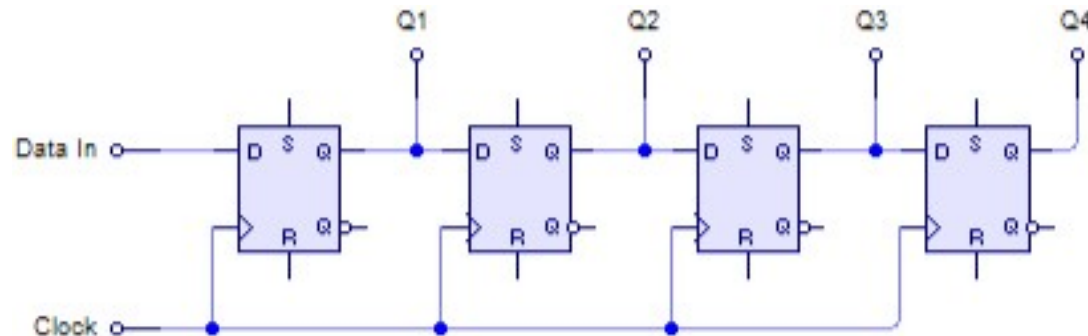 Q1 Q2 Q3 Q4
Data In D S Q D S Q D S Q D S Q
R Q R Q R Q R Q
Clock